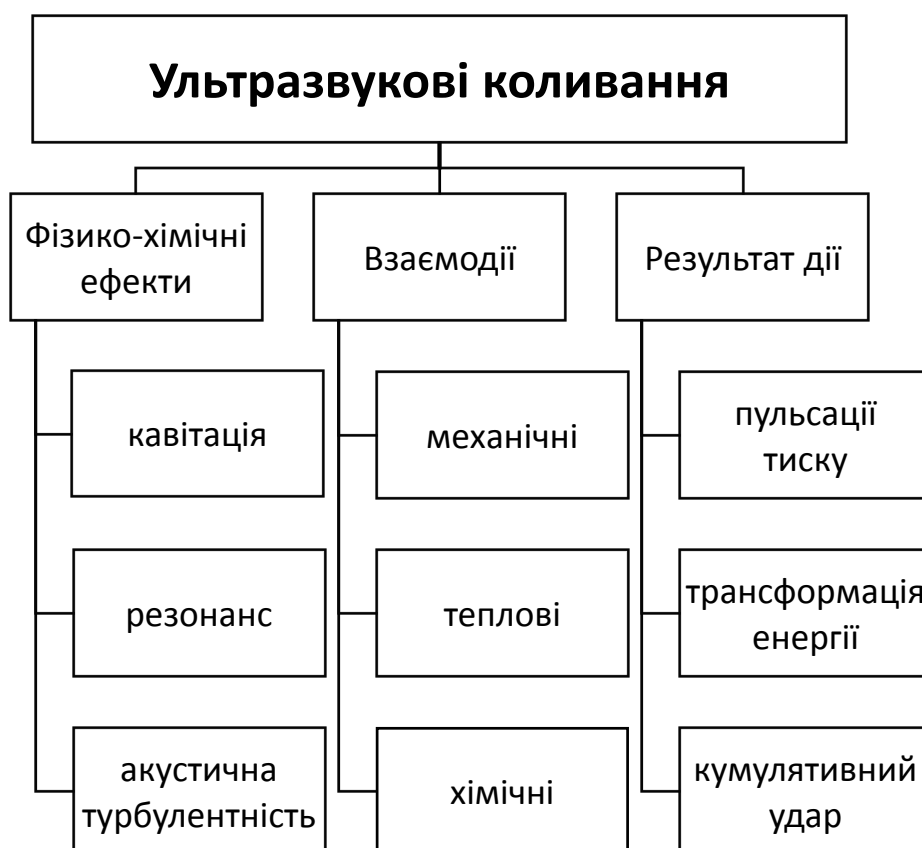 Ультразвукові коливання
Фізико-хімічні
ефекти
кавітація
резонанс
акустична
турбулентність
Взаємодії
механічні
теплові
хімічні
Результат дії
пульсації
тиску
трансформація
енергії
кумулятивний
удар